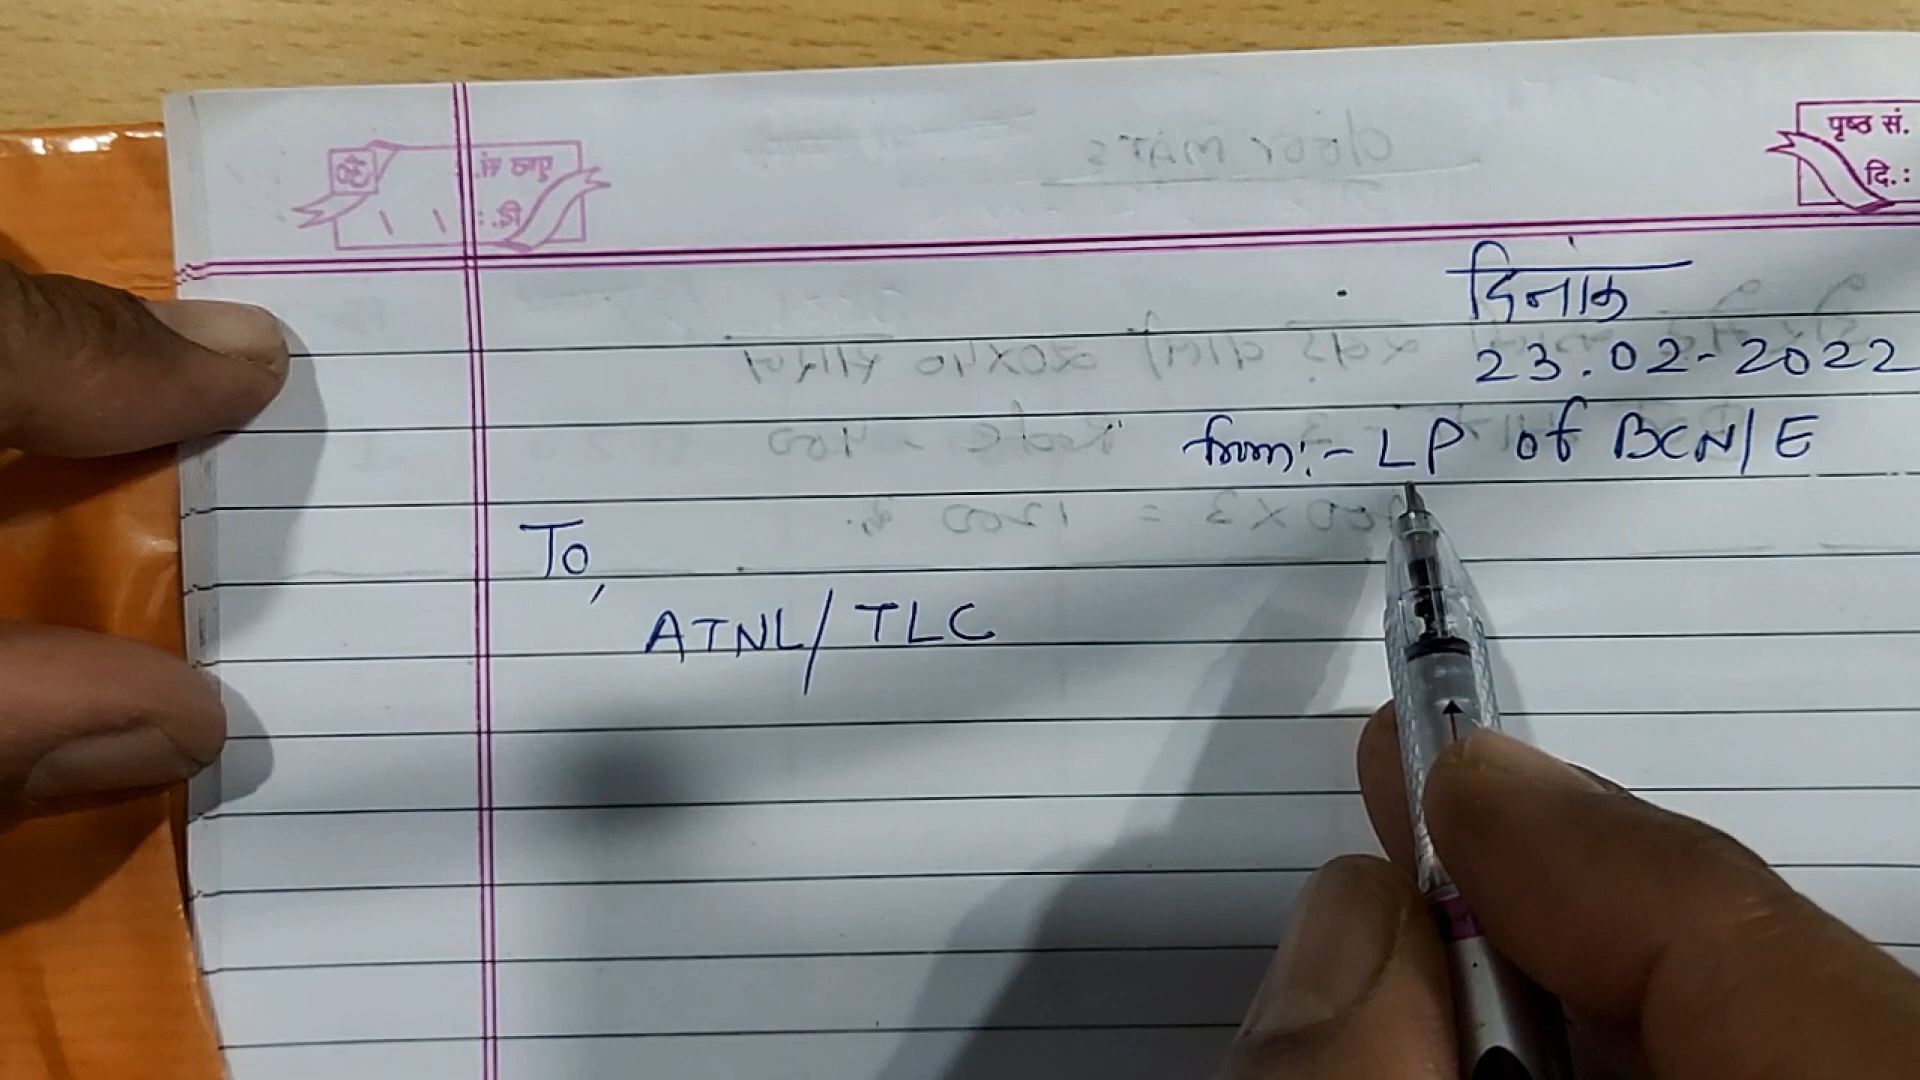 पृष्ठ सं.
दि.:
दिनांक
23.02-2022
from:- LP of BCN/E
To,
ATNL/TLC